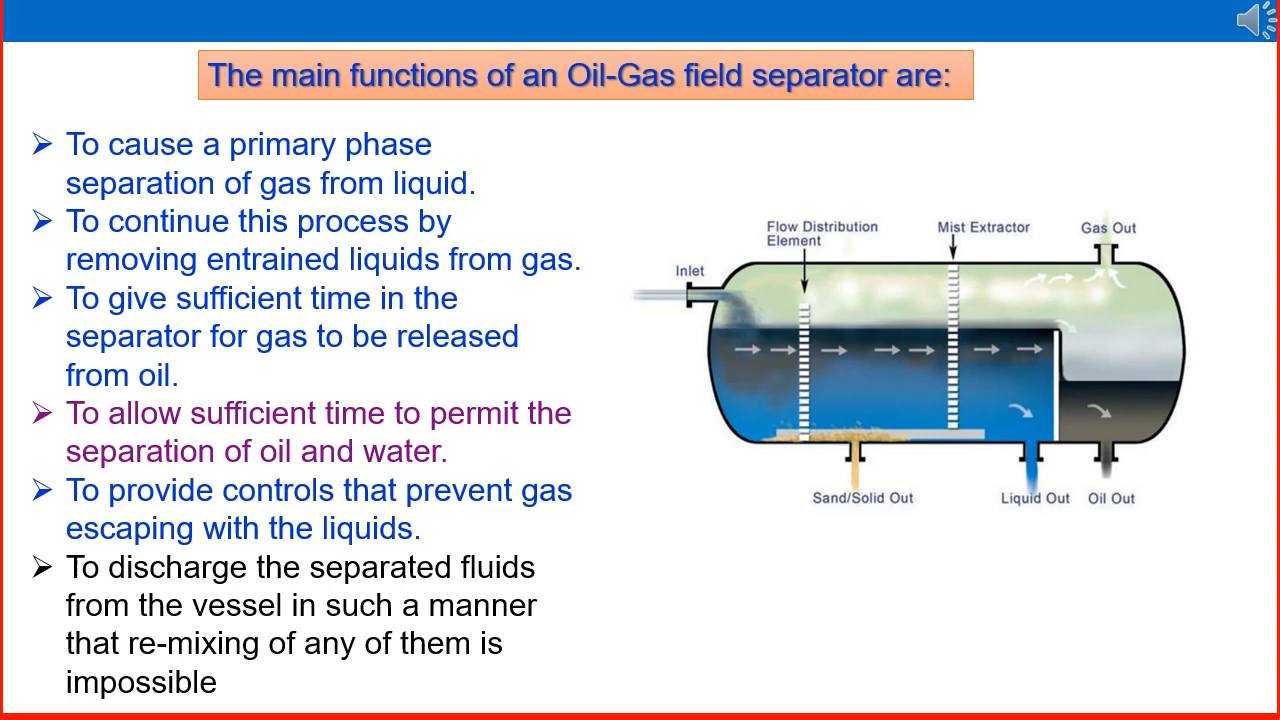 The main functions of an Oil-Gas field separator are:
➢ To cause a primary phase
separation of gas from liquid.
➢ To continue this process by
removing entrained liquids from gas.
➢ To give sufficient time in the
separator for gas to be released
from oil.
➢ To allow sufficient time to permit the
separation of oil and water.
➢ To provide controls that prevent gas
escaping with the liquids.
➢ To discharge the separated fluids
from the vessel in such a manner
that re-mixing of any of them is
impossible
Flow Distribution
Element
Mist Extractor
Gas Out
Inlet
Sand/Solid Out
Liquid Out
Oil Out